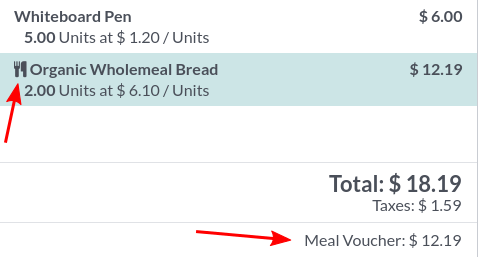 Whiteboard Pen $ 6.00
5.00 Units at $ 1.20 / Units
Organic Wholemeal Bread $ 12.19
2.00 Units at $ 6.10 / Units
Total: $ 18.19
Taxes: $ 1.59
Meal Voucher: $ 12.19